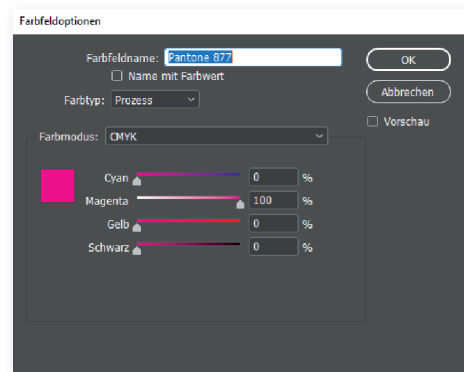 Farbfeldoptionen
Farbfeldname: Pantone 877
Name mit Farbwert
Farbtyp: Prozess
Farbmodus: CMYK
Cyan 0 %
Magenta 100 %
Gelb 0 %
Schwarz 0 %
OK
Abbrechen
Vorschau